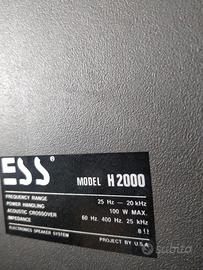 ESS® MODEL H2000
FREQUENCY RANGE 25 Hz — 20 kHz
POWER HANDLING 100 W MAX.
ACOUSTIC CROSSOVER 60 Hz. 400 Hz. 25 kHz
IMPEDANCE 8 Ω
ELECTRONICS SPEAKER SYSTEM PROJECT BY U.S.A.
subito